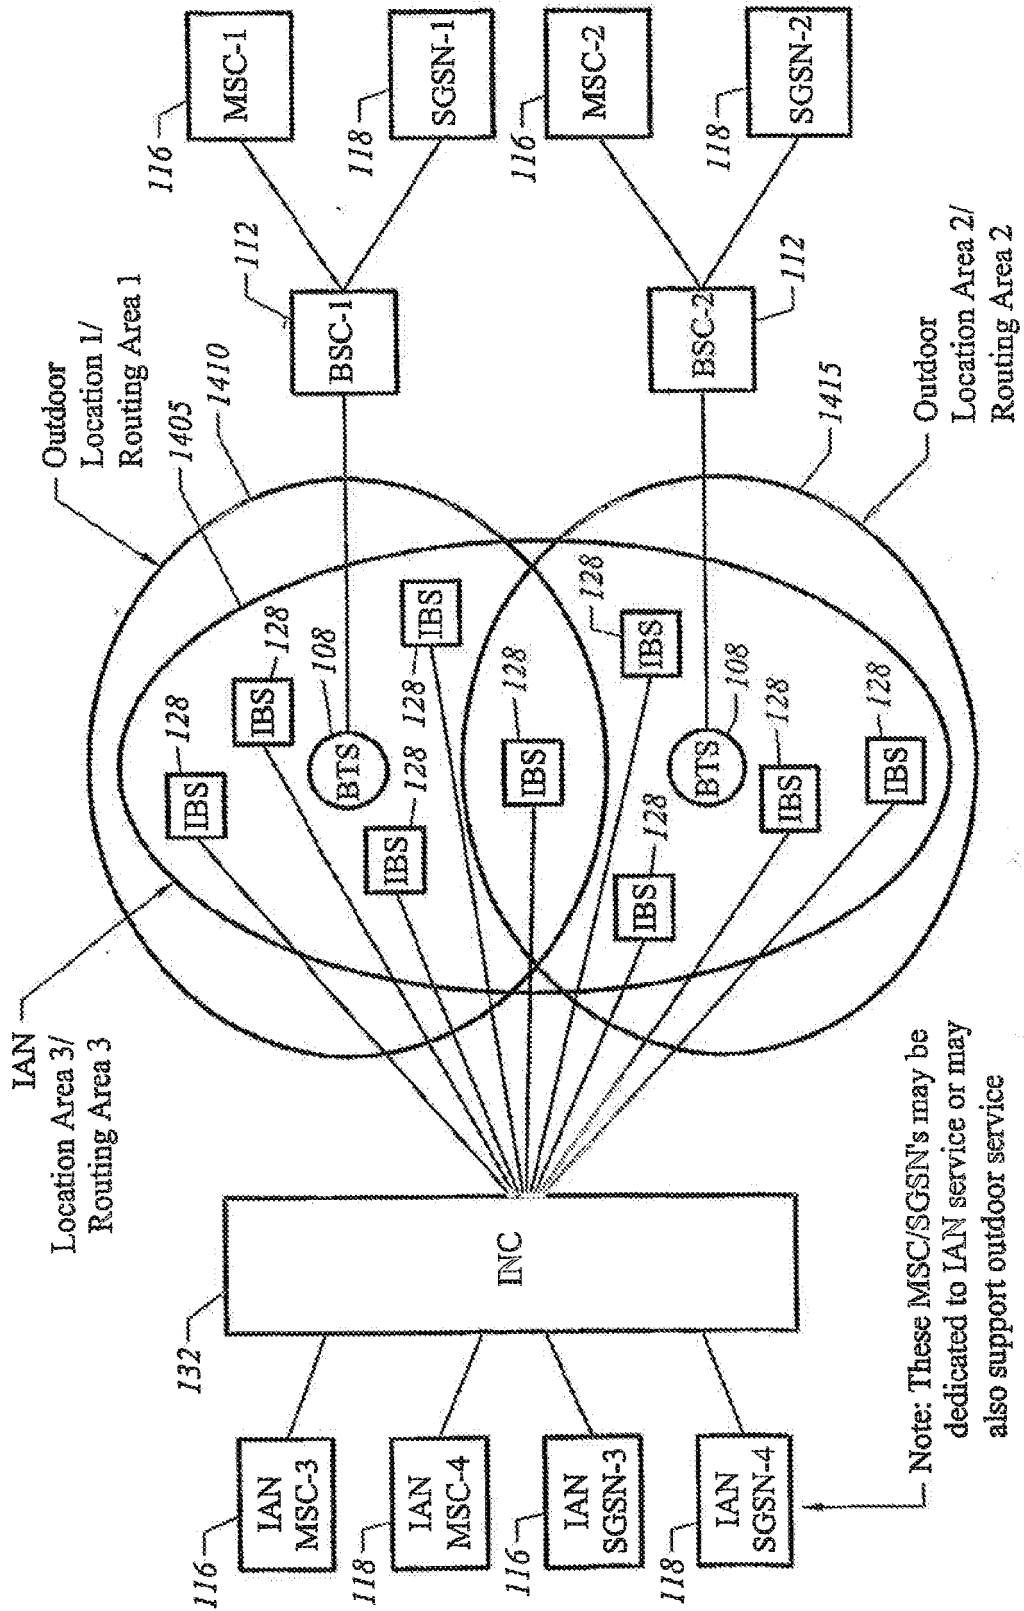 IAN
Location Area 3/
Routing Area 3
Outdoor
Location 1/
Routing Area 1
1405
1410
132
INC
116
IAN
MSC-3
118
IAN
MSC-4
116
IAN
SGSN-3
118
IAN
SGSN-4
IBS
128
IBS
128
BTS
108
IBS
128
IBS
128
IBS
128
IBS
128
IBS
128
BTS
108
IBS
128
IBS
128
112
BSC-1
116
MSC-1
118
SGSN-1
BSC-2
112
116
MSC-2
118
SGSN-2
1415
Outdoor
Location Area 2/
Routing Area 2
Note: These MSC/SGSN's may be
dedicated to IAN service or may
also support outdoor service